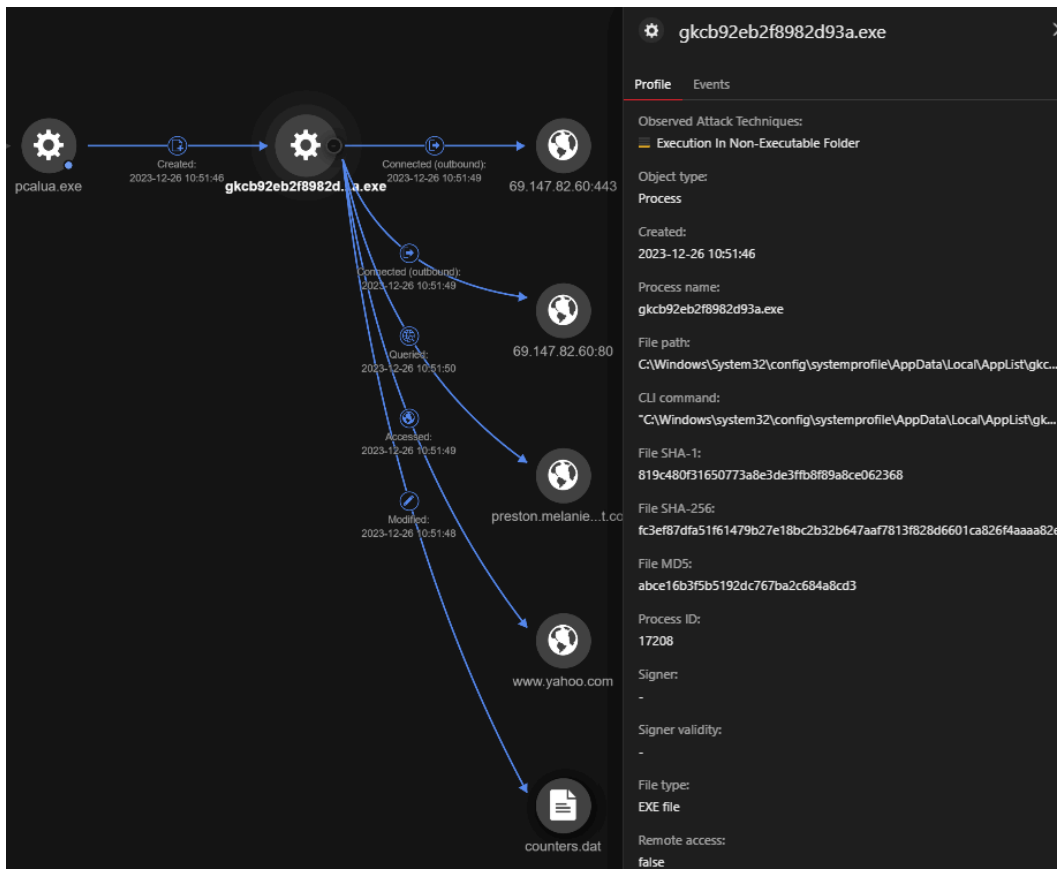 pcalua.exe
Created:
2023-12-26 10:51:46
gkcb92eb2f8982d...a.exe
Connected (outbound):
2023-12-26 10:51:49
69.147.82.60:443
Connected (outbound):
2023-12-26 10:51:49
69.147.82.60:80
Queried:
2023-12-26 10:51:50
preston.melanie...t.co
Accessed:
2023-12-26 10:51:49
www.yahoo.com
Modified:
2023-12-26 10:51:48
counters.dat
gkcb92eb2f8982d93a.exe
Profile Events
Observed Attack Techniques:
Execution In Non-Executable Folder
Object type:
Process
Created:
2023-12-26 10:51:46
Process name:
gkcb92eb2f8982d93a.exe
File path:
C:\Windows\System32\config\systemprofile\AppData\Local\AppList\gkc...
CLI command:
"C:\Windows\system32\config\systemprofile\AppData\Local\AppList\gk...
File SHA-1:
819c480f31650773a8e3de3ffb8f89a8ce062368
File SHA-256:
fc3ef87dfa51f61479b27e18bc2b32b647aaf7813f828d6601ca826f4aaaa82e
File MD5:
abce16b3f5b5192dc767ba2c684a8cd3
Process ID:
17208
Signer:
-
Signer validity:
-
File type:
EXE file
Remote access:
false